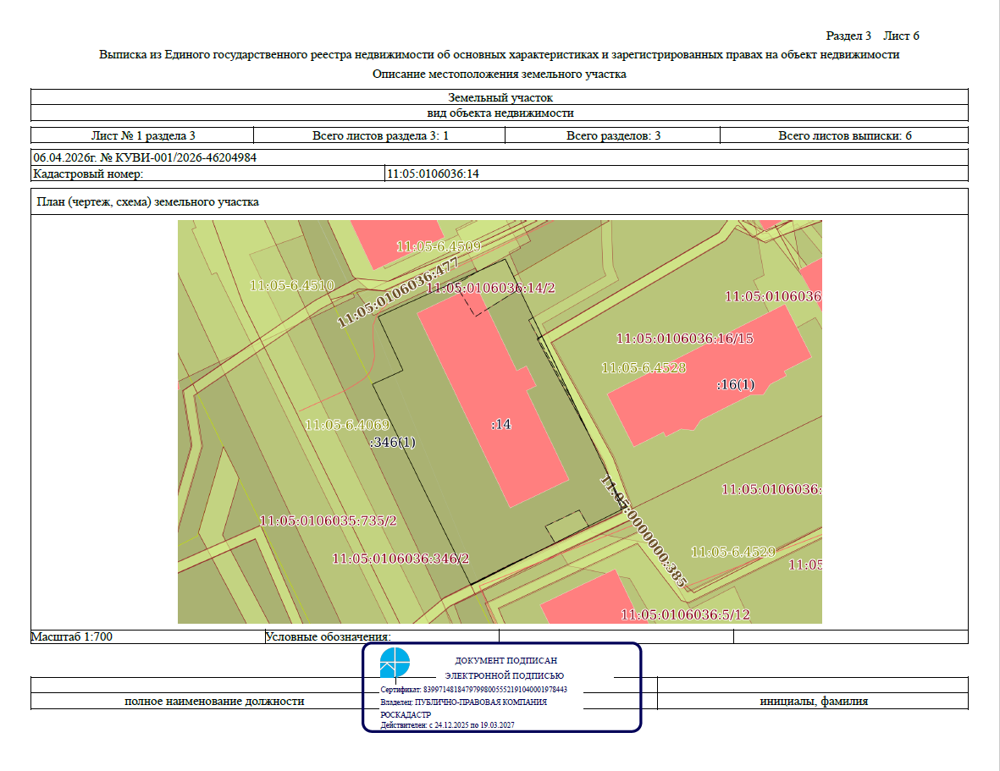 Раздел 3 Лист 6
Выписка из Единого государственного реестра недвижимости об основных характеристиках и зарегистрированных правах на объект недвижимости
Описание местоположения земельного участка
Земельный участок
вид объекта недвижимости
Лист № 1 раздела 3 Всего листов раздела 3: 1 Всего разделов: 3 Всего листов выписки: 6
06.04.2026г. № КУВИ-001/2026-46204984
Кадастровый номер: 11:05:0106036:14
План (чертеж, схема) земельного участка
11:05-6.4509
11:05:0106036:477
11:05-6.4510
11:05:0106036:14/2
11:05:0106036
11:05:0106036:16/15
11:05-6.4528
:16(1)
11:05-6.4069
:14
:346(1)
11:05:0000000:385
11:05:0106036:
11:05:0106035:735/2
11:05-6.4529
11:05:0106036:346/2
11:05
11:05:0106036:5/12
Масштаб 1:700 Условные обозначения:
ДОКУМЕНТ ПОДПИСАН
ЭЛЕКТРОННОЙ ПОДПИСЬЮ
Сертификат: 83997148184797998005552191040001978443
Владелец: ПУБЛИЧНО-ПРАВОВАЯ КОМПАНИЯ
РОСКАДАСТР
Действителен: с 24.12.2025 по 19.03.2027
полное наименование должности инициалы, фамилия